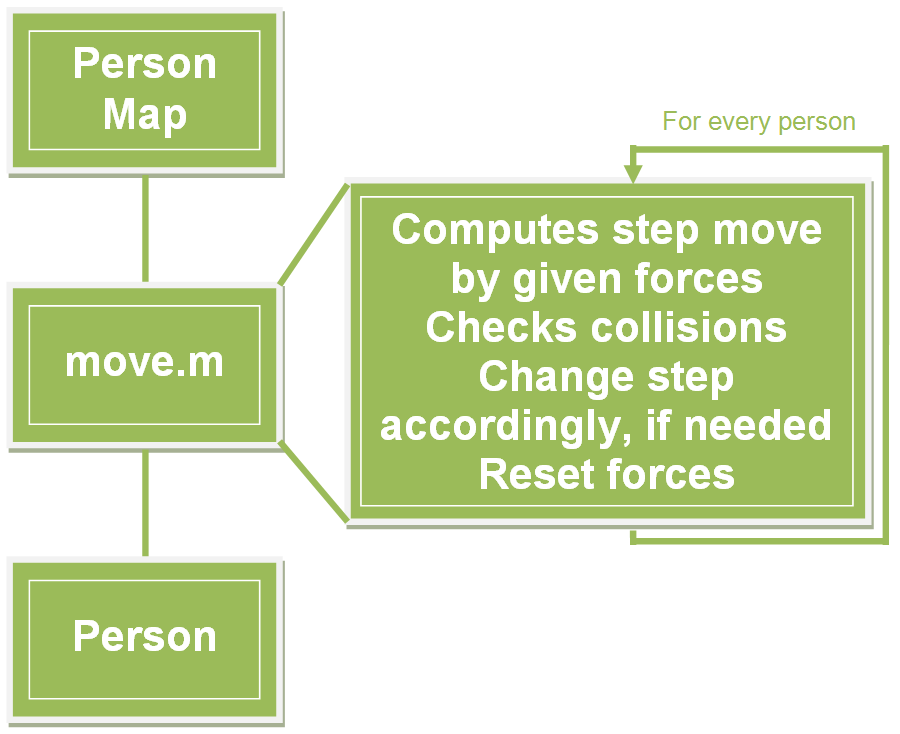 Person
Map
For every person
move.m
Computes step move
by given forces
Checks collisions
Change step
accordingly, if needed
Reset forces
Person